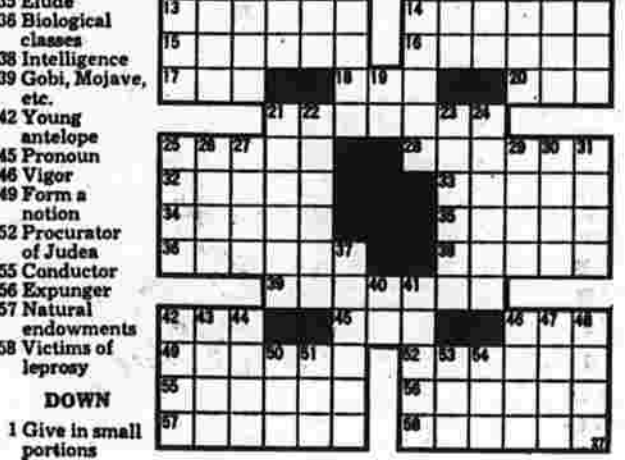 35 Elude
36 Biological
classes
38 Intelligence
39 Gobi, Mojave,
etc.
42 Young
antelope
45 Pronoun
46 Vigor
49 Form a
notion
52 Procurator
of Judea
55 Conductor
56 Expunger
57 Natural
endowments
58 Victims of
leprosy
DOWN
1 Give in small
portions
13 14
15 16
17 18 19 20
21 22 23 24
25 26 27 28 29 30 31
32 33
34 35
36 37 38
39 40 41
42 43 44 45 46 47 48
49 50 51 52 53 54
55 56
57 58
27